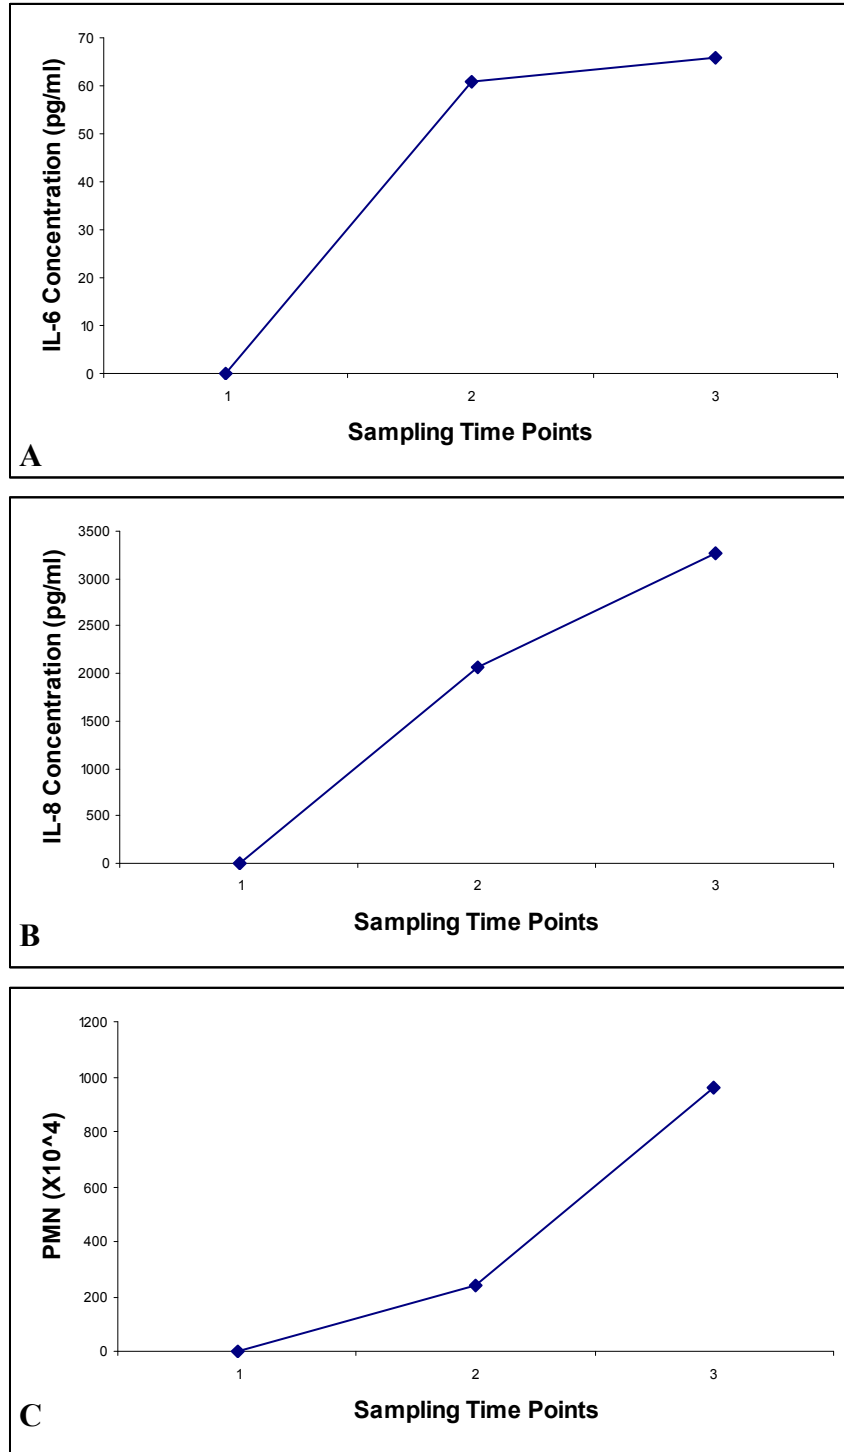 70
60
50
40
30
20
10
0
IL-6 Concentration (pg/ml)
1 2 3
Sampling Time Points
A
3500
3000
2500
2000
1500
1000
500
0
IL-8 Concentration (pg/ml)
1 2 3
Sampling Time Points
B
1200
1000
800
600
400
200
0
PMN (X10^4)
1 2 3
Sampling Time Points
C